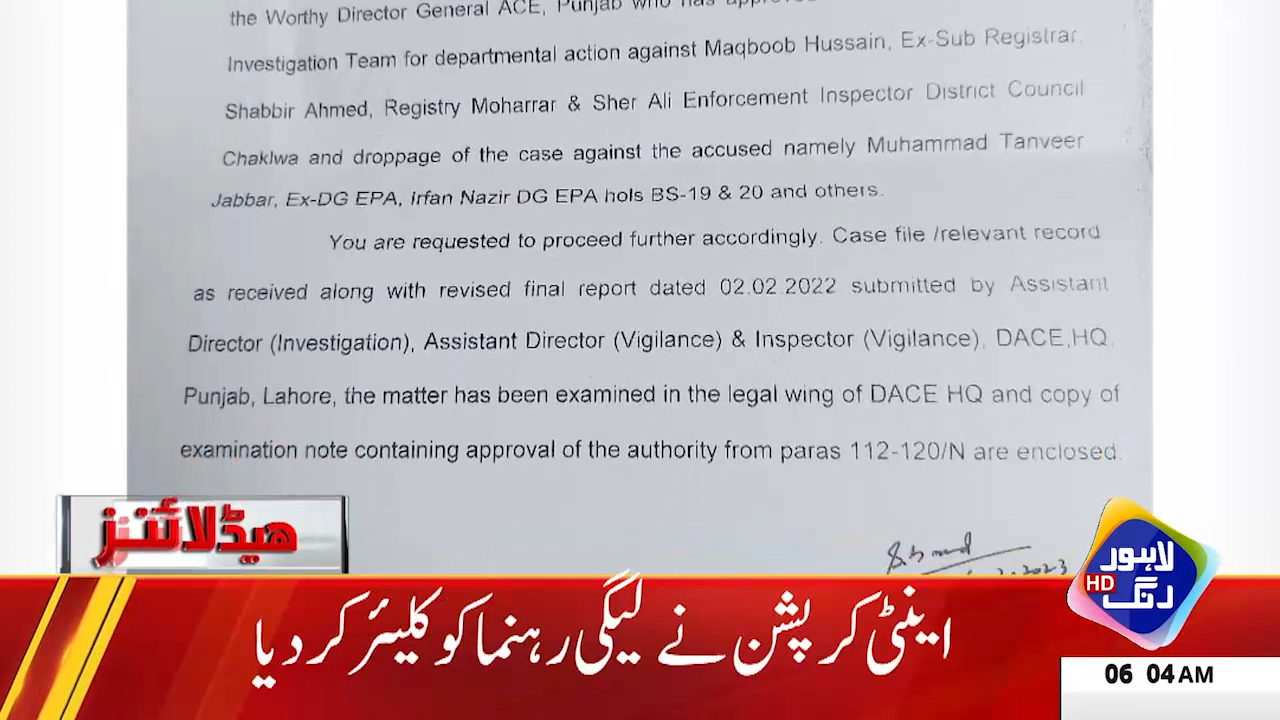 the Worthy Director General ACE, Punjab who has approved
Investigation Team for departmental action against Maqboob Hussain, Ex-Sub Registrar,
Shabbir Ahmed, Registry Moharrar & Sher Ali Enforcement Inspector District Council
Chaklwa and droppage of the case against the accused namely Muhammad Tanveer
Jabbar, Ex-DG EPA, Irfan Nazir DG EPA hols BS-19 & 20 and others.
You are requested to proceed further accordingly. Case file /relevant record
as received along with revised final report dated 02.02.2022 submitted by Assistant
Director (Investigation), Assistant Director (Vigilance) & Inspector (Vigilance), DACE,HQ,
Punjab, Lahore, the matter has been examined in the legal wing of DACE HQ and copy of
examination note containing approval of the authority from paras 112-120/N are enclosed.
ہیڈلائنز
لاہور
HD رنگ
اینٹی کرپشن نے لیگی رہنما کو کلیئر کر دیا
06 04 AM